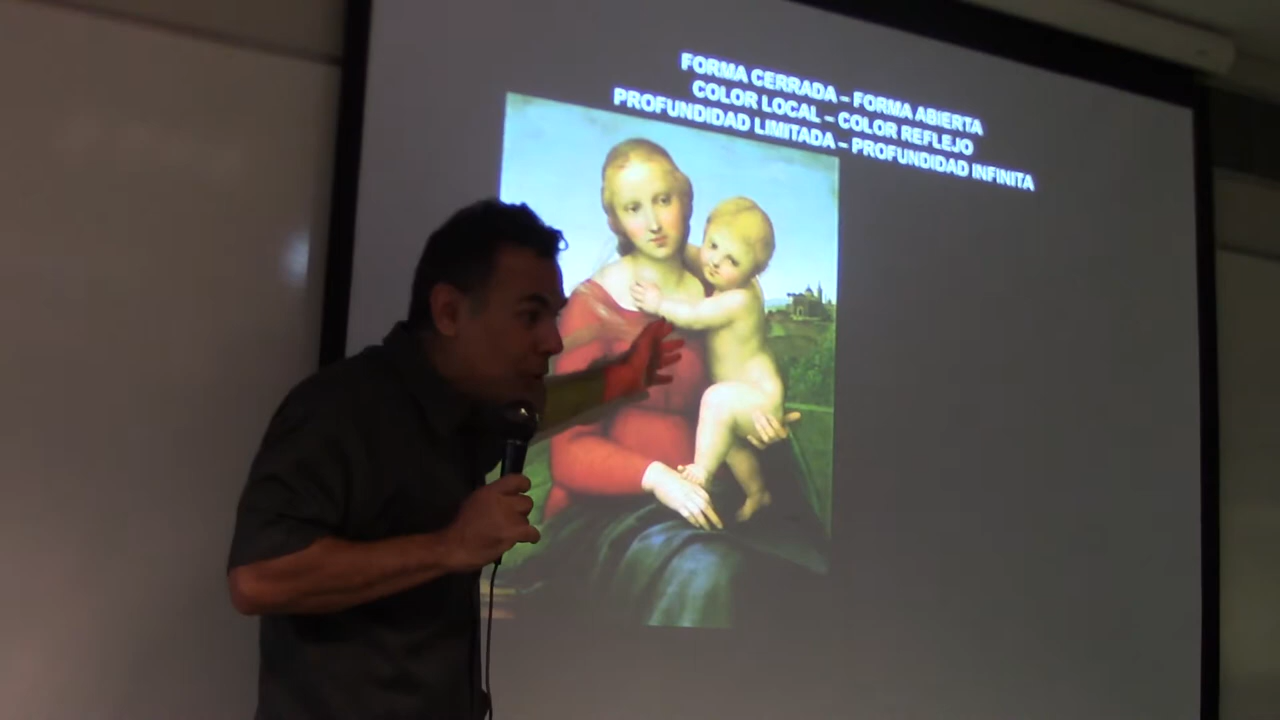 FORMA CERRADA – FORMA ABIERTA
COLOR LOCAL – COLOR REFLEJO
PROFUNDIDAD LIMITADA – PROFUNDIDAD INFINITA